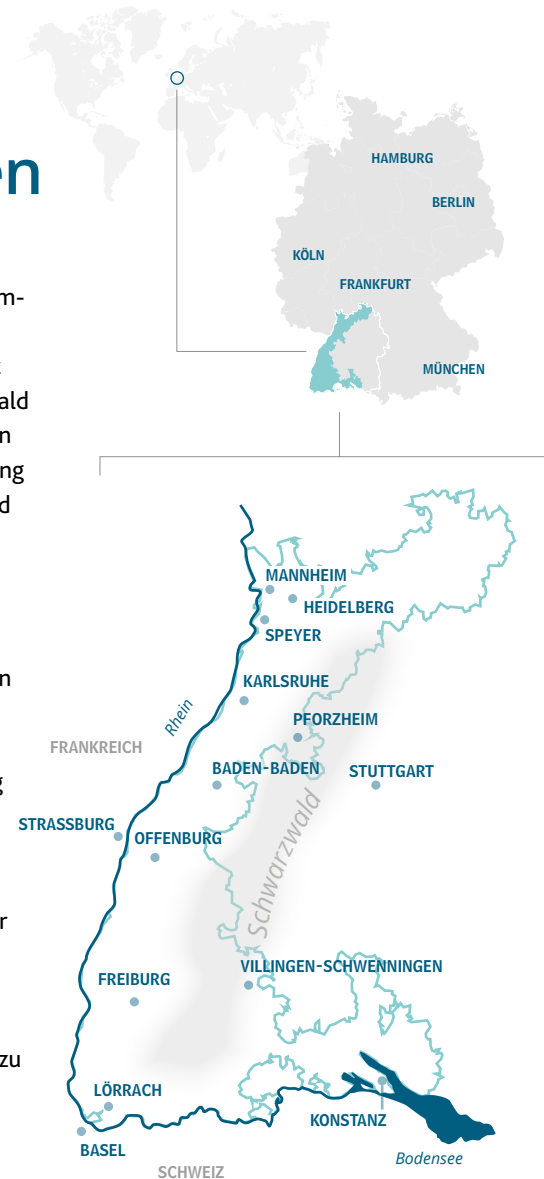 en
m-
ald
n
ng
d
n
g
r
zu
HAMBURG
BERLIN
KÖLN
FRANKFURT
MÜNCHEN
MANNHEIM
HEIDELBERG
SPEYER
KARLSRUHE
Rhein
PFORZHEIM
FRANKREICH
BADEN-BADEN
STUTTGART
Schwarzwald
STRASSBURG
OFFENBURG
VILLINGEN-SCHWENNINGEN
FREIBURG
LÖRRACH
KONSTANZ
BASEL
Bodensee
SCHWEIZ